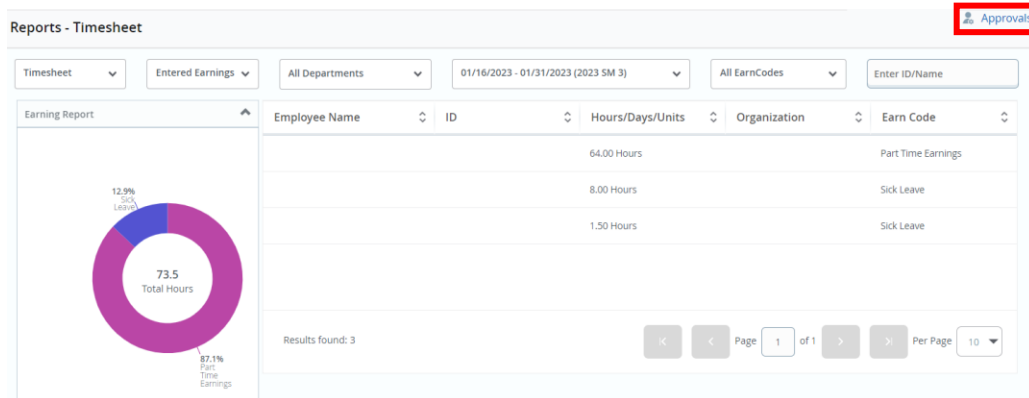 Approvals
Reports - Timesheet
Timesheet
Entered Earnings
All Departments
01/16/2023 - 01/31/2023 (2023 SM 3)
All EarnCodes
Enter ID/Name
Earning Report
Employee Name ID Hours/Days/Units Organization Earn Code
64.00 Hours Part Time Earnings
8.00 Hours Sick Leave
1.50 Hours Sick Leave
12.9%
Sick
Leave
73.5
Total Hours
87.1%
Part
Time
Earnings
Results found: 3
Page 1 of 1
Per Page 10